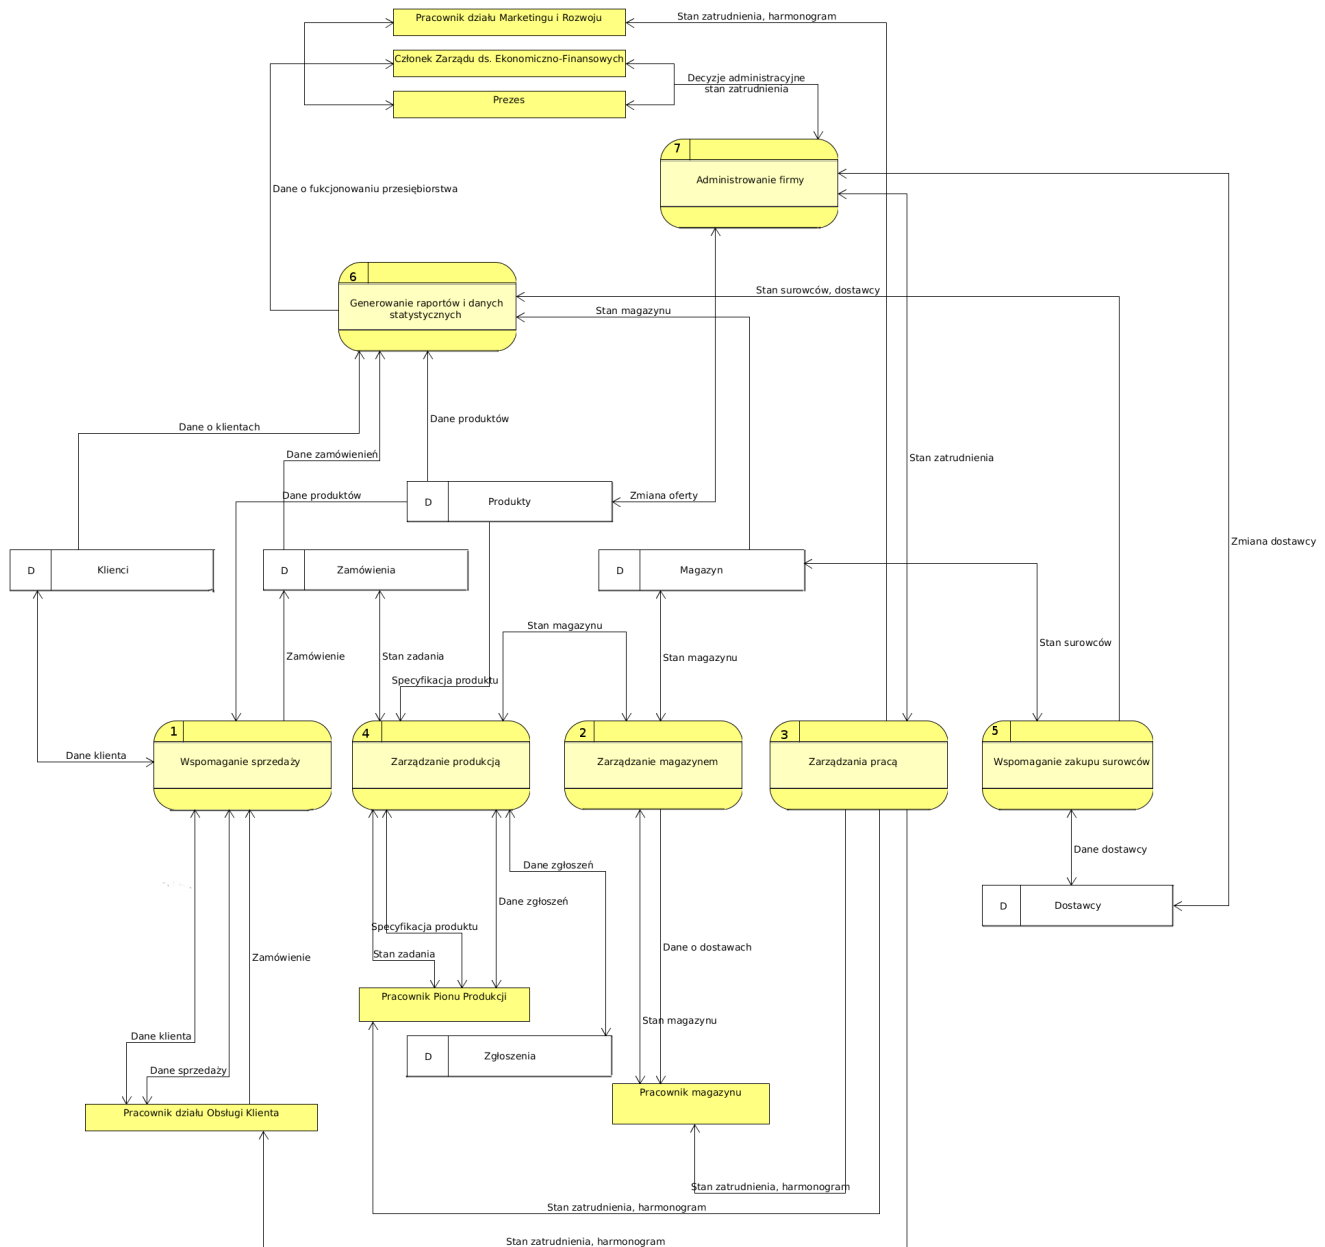 Pracownik działu Marketingu i Rozwoju
Stan zatrudnienia, harmonogram
Członek Zarządu ds. Ekonomiczno-Finansowych
Decyzje administracyjne
stan zatrudnienia
Prezes
7
Administrowanie firmy
Dane o fukcjonowaniu przesiębiorstwa
6
Generowanie raportów i danych
statystycznych
Stan surowców, dostawcy
Stan magazynu
Dane o klientach
Dane produktów
Dane zamówienień
Stan zatrudnienia
Dane produktów
D
Produkty
Zmiana oferty
Zmiana dostawcy
D
Klienci
D
Zamówienia
D
Magazyn
Stan magazynu
Stan surowców
Zamówienie
Stan zadania
Stan magazynu
Specyfikacja produktu
1
Wspomaganie sprzedaży
4
Zarządzanie produkcją
2
Zarządzanie magazynem
3
Zarządzania pracą
5
Wspomaganie zakupu surowców
Dane klienta
Dane zgłoszeń
Dane dostawcy
Dane zgłoszeń
D
Dostawcy
Specyfikacja produktu
Stan zadania
Dane o dostawach
Zamówienie
Pracownik Pionu Produkcji
Stan magazynu
Dane klienta
D
Zgłoszenia
Dane sprzedaży
Pracownik magazynu
Pracownik działu Obsługi Klienta
Stan zatrudnienia, harmonogram
Stan zatrudnienia, harmonogram
Stan zatrudnienia, harmonogram